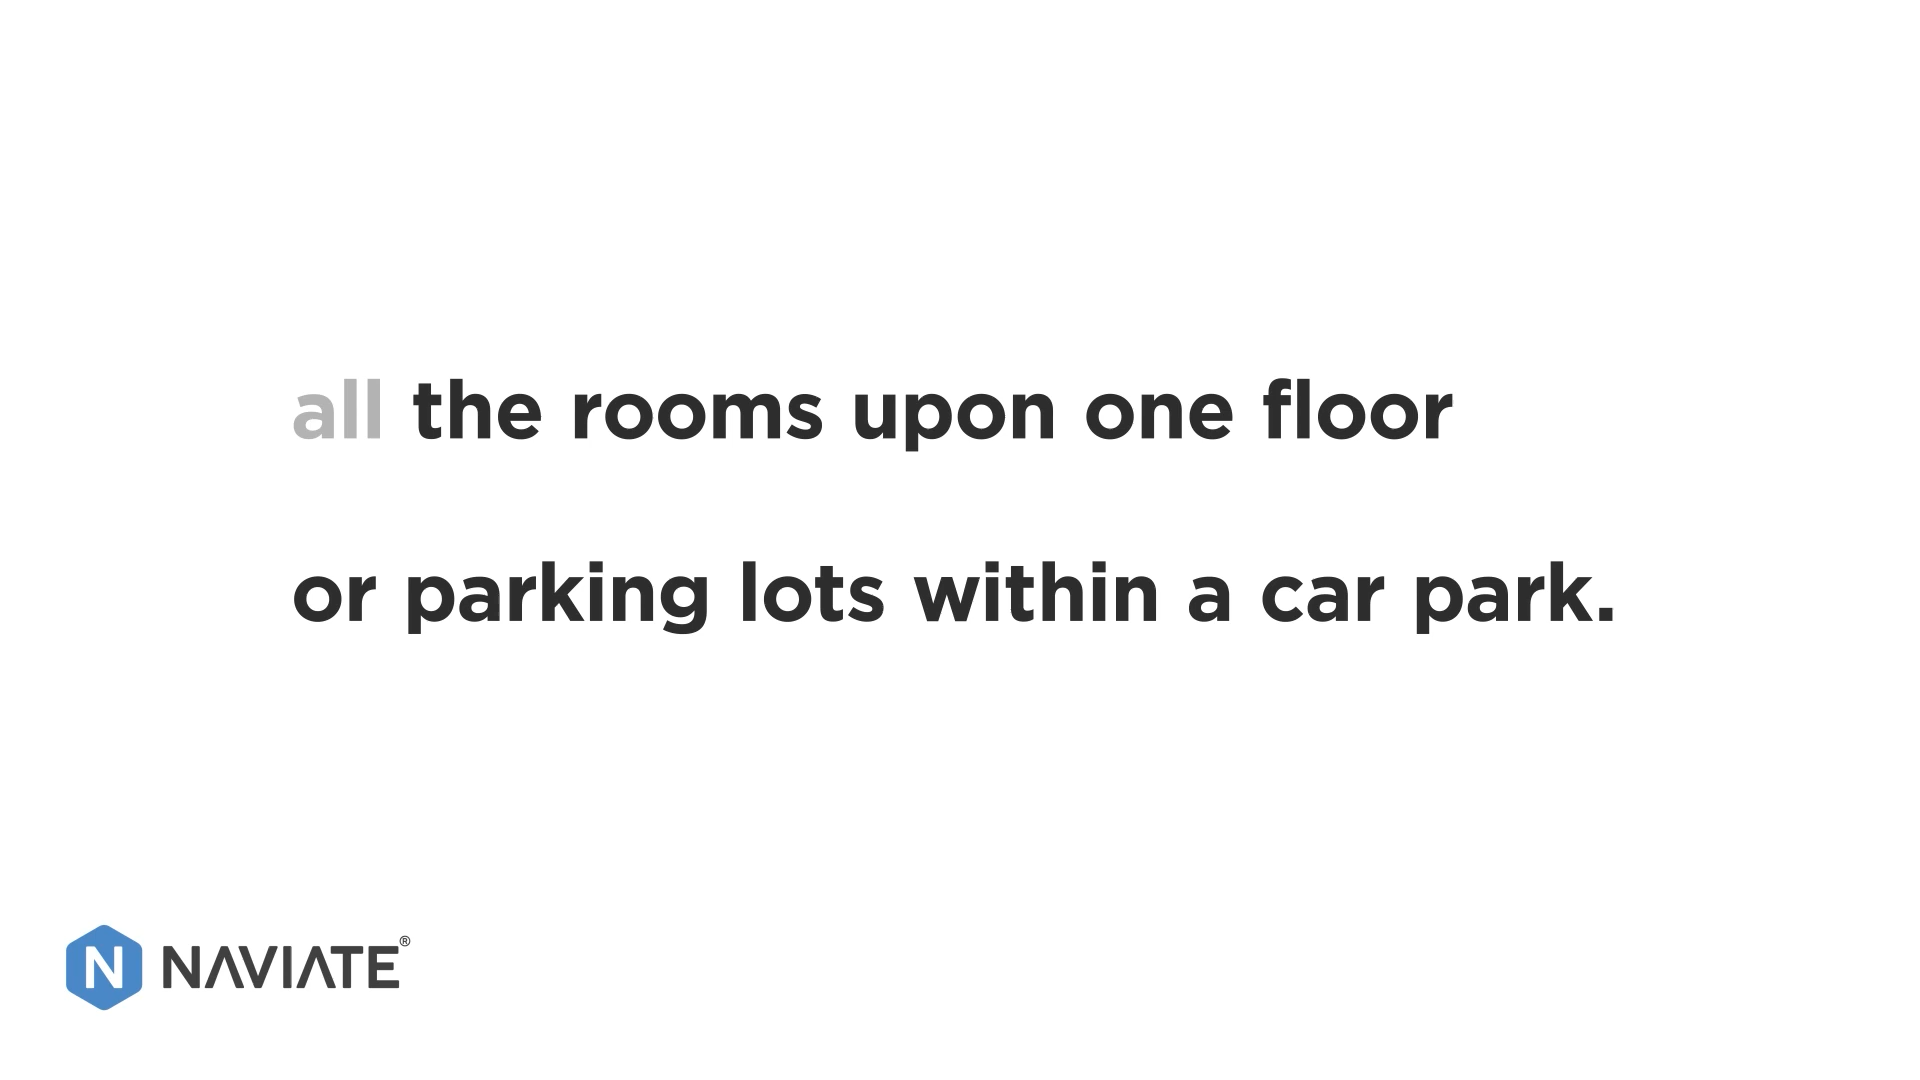 all the rooms upon one floor
or parking lots within a car park.
N NAVIATE®